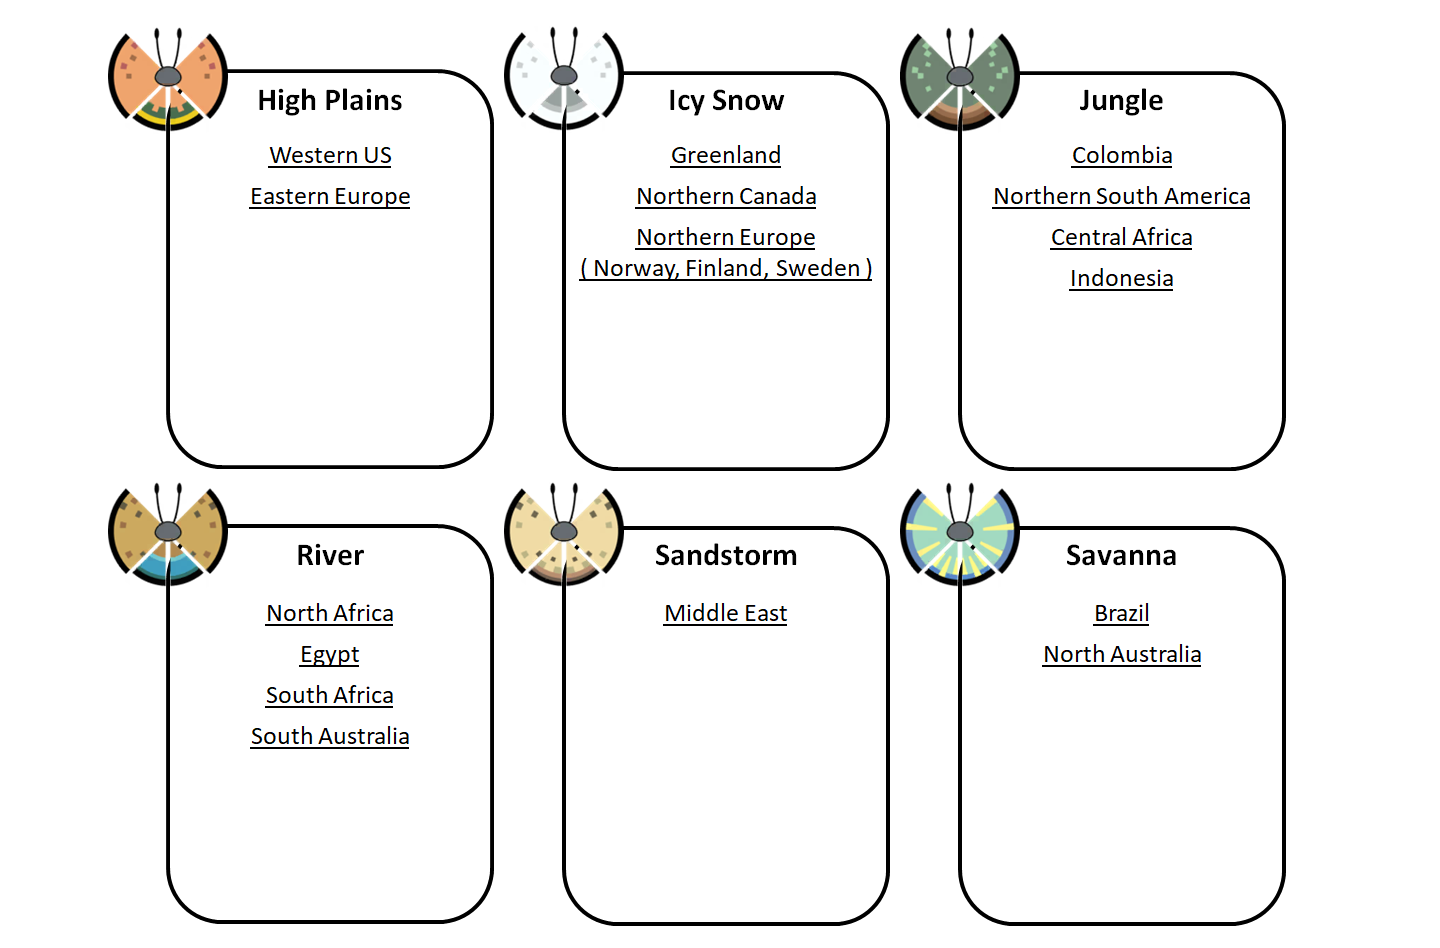 High Plains
Western US
Eastern Europe
Icy Snow
Greenland
Northern Canada
Northern Europe
( Norway, Finland, Sweden )
Jungle
Colombia
Northern South America
Central Africa
Indonesia
River
North Africa
Egypt
South Africa
South Australia
Sandstorm
Middle East
Savanna
Brazil
North Australia